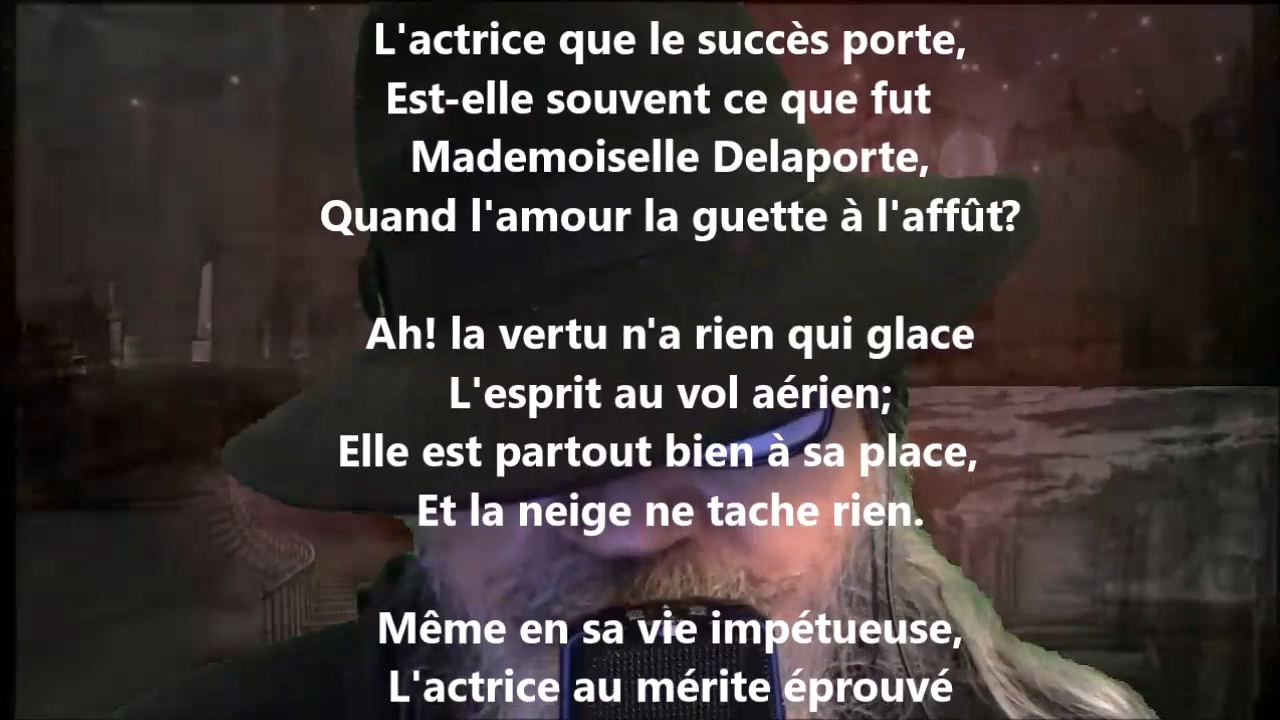 L'actrice que le succès porte,
Est-elle souvent ce que fut
Mademoiselle Delaporte,
Quand l'amour la guette à l'affût?
Ah! la vertu n'a rien qui glace
L'esprit au vol aérien;
Elle est partout bien à sa place,
Et la neige ne tache rien.
Même en sa vie impétueuse,
L'actrice au mérite éprouvé